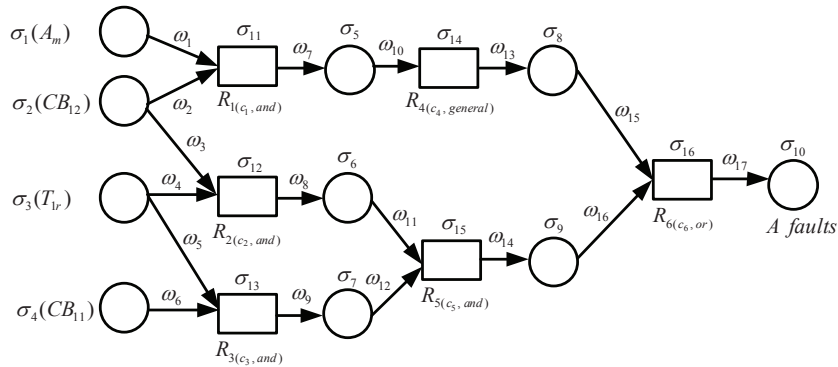 σ₁₁ σ₅ σ₁₄ σ₈
σ₁(Aₘ) ω₁ ω₇ ω₁₀ ω₁₃
R₁₍c₁,and₎ R₄₍c₄,general₎
σ₂(CB₁₂) ω₂
ω₃ ω₁₅
σ₁₂ σ₆ σ₁₆ σ₁₀
σ₃(T₁ᵣ) ω₄ ω₈ ω₁₇
R₂₍c₂,and₎ ω₁₁ σ₁₅ σ₉ ω₁₆ R₆₍c₆,or₎ A faults
ω₅ ω₁₄
σ₁₃ σ₇ ω₁₂ R₅₍c₅,and₎
σ₄(CB₁₁) ω₆ ω₉
R₃₍c₃,and₎